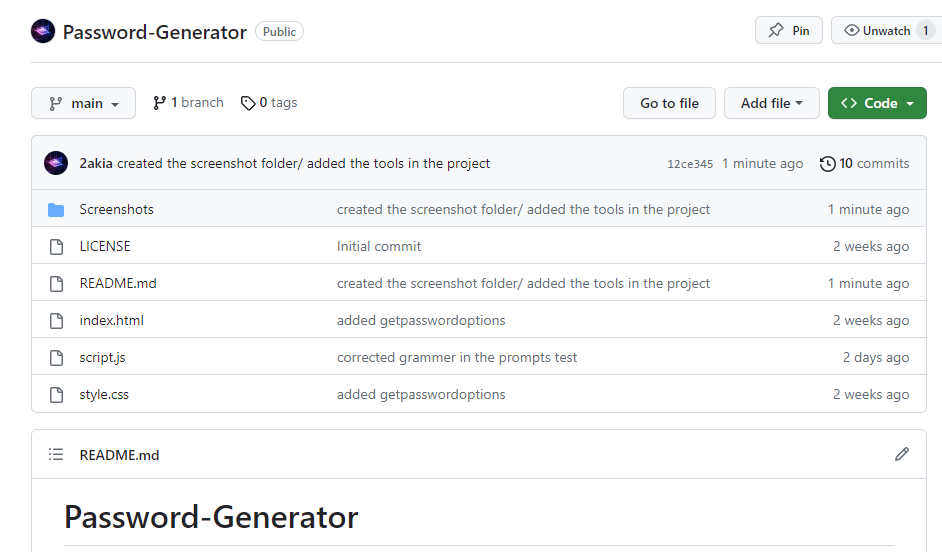 Password-Generator Public Pin Unwatch 1
main 1 branch 0 tags Go to file Add file <> Code
2akia created the screenshot folder/ added the tools in the project 12ce345 1 minute ago 10 commits
Screenshots created the screenshot folder/ added the tools in the project 1 minute ago
LICENSE Initial commit 2 weeks ago
README.md created the screenshot folder/ added the tools in the project 1 minute ago
index.html added getpasswordoptions 2 weeks ago
script.js corrected grammer in the prompts test 2 days ago
style.css added getpasswordoptions 2 weeks ago
README.md
Password-Generator